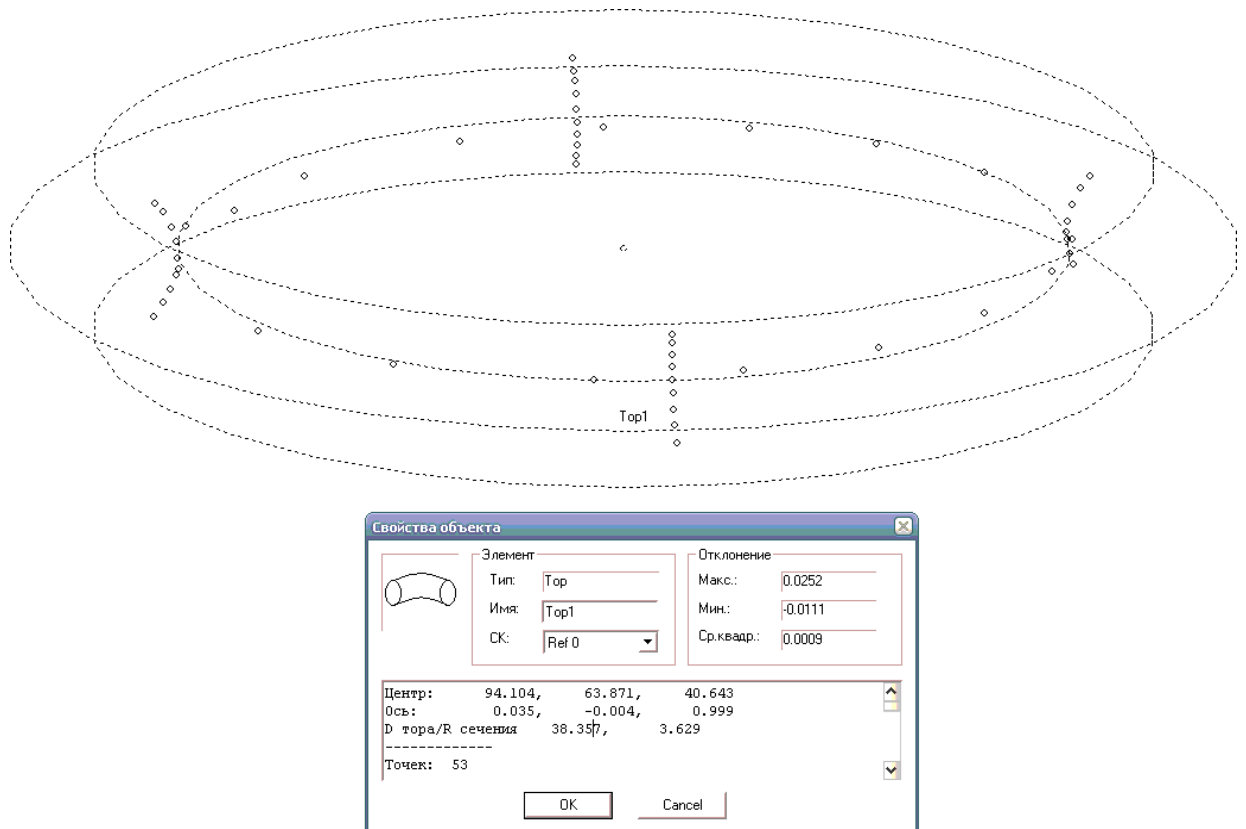 Тор1
Свойства объекта
Элемент
Тип: Тор
Имя: Тор1
СК: Ref 0
Отклонение
Макс.: 0.0252
Мин.: -0.0111
Ср.квадр.: 0.0009
Центр: 94.104, 63.871, 40.643
Ось: 0.035, -0.004, 0.999
D тора/R сечения 38.357, 3.629
-------------
Точек: 53
OK Cancel